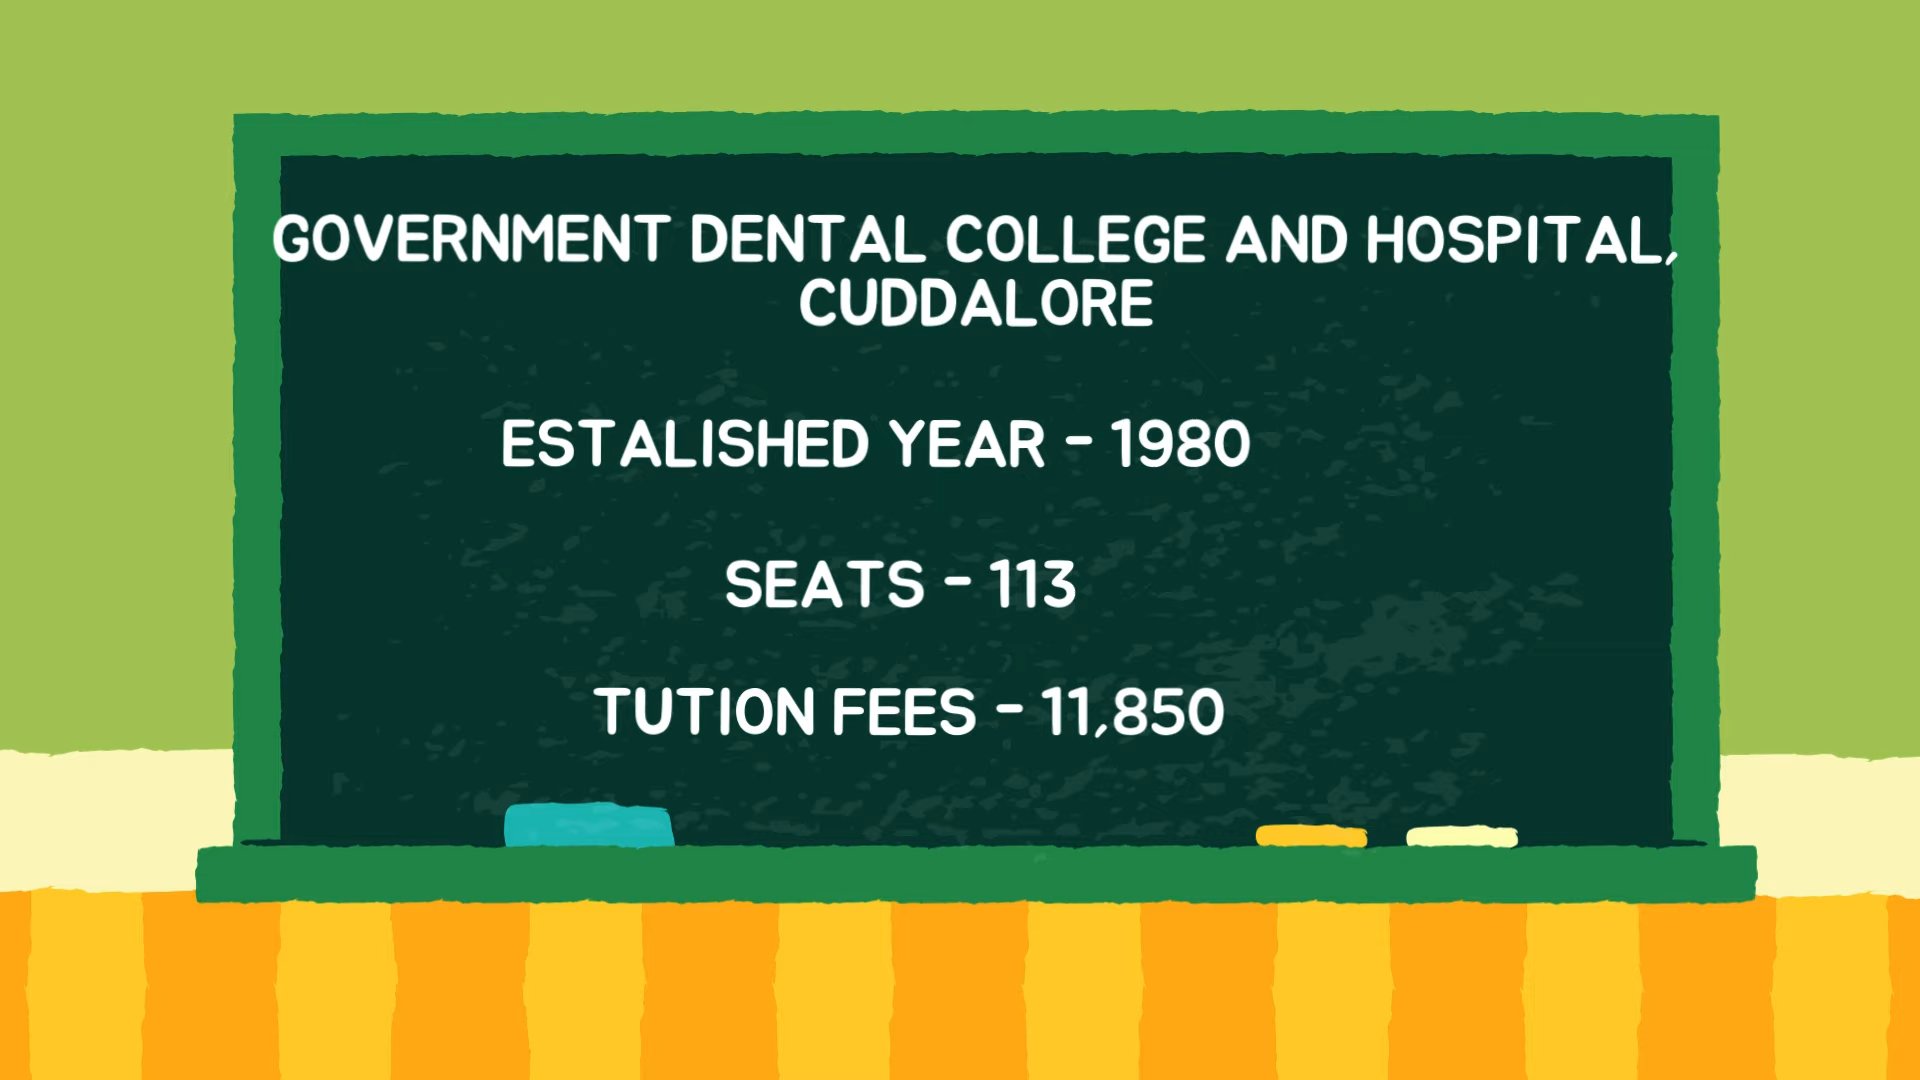 GOVERNMENT DENTAL COLLEGE AND HOSPITAL,
CUDDALORE
ESTALISHED YEAR - 1980
SEATS - 113
TUTION FEES - 11,850